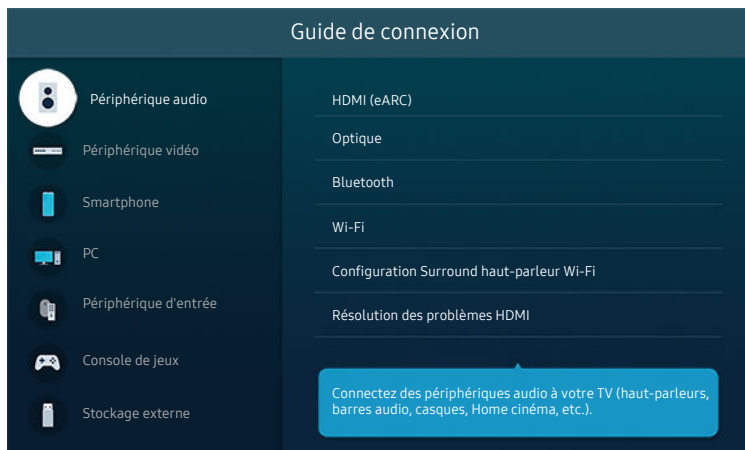 Guide de connexion
Périphérique audio
Périphérique vidéo
Smartphone
PC
Périphérique d'entrée
Console de jeux
Stockage externe
HDMI (eARC)
Optique
Bluetooth
Wi-Fi
Configuration Surround haut-parleur Wi-Fi
Résolution des problèmes HDMI
Connectez des périphériques audio à votre TV (haut-parleurs,
barres audio, casques, Home cinéma, etc.).